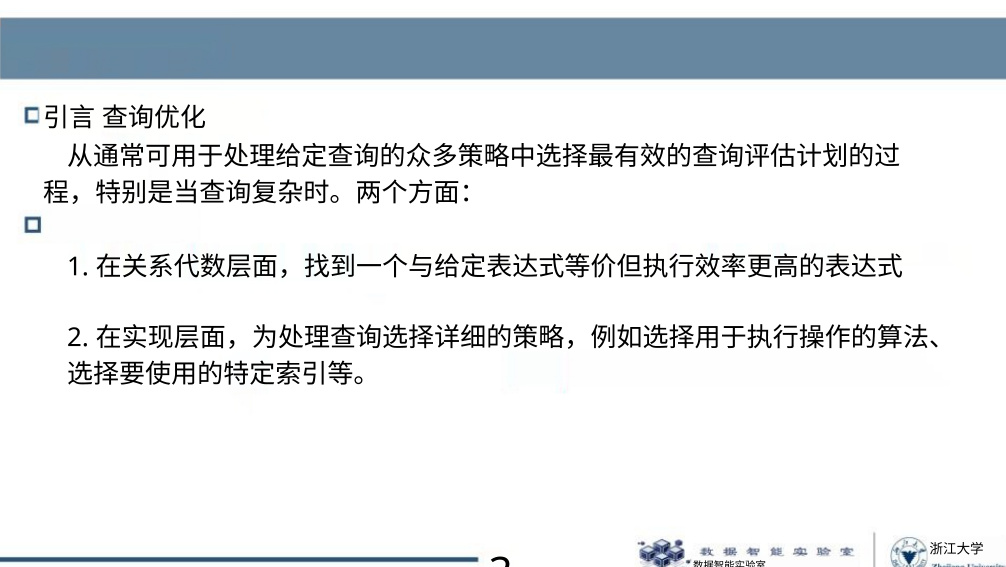 引言 查询优化
从通常可用于处理给定查询的众多策略中选择最有效的查询评估计划的过
程，特别是当查询复杂时。两个方面：
1. 在关系代数层面，找到一个与给定表达式等价但执行效率更高的表达式
2. 在实现层面，为处理查询选择详细的策略，例如选择用于执行操作的算法、
选择要使用的特定索引等。
数据智能实验室
数据智能实验室
浙江大学
Zhejiang University